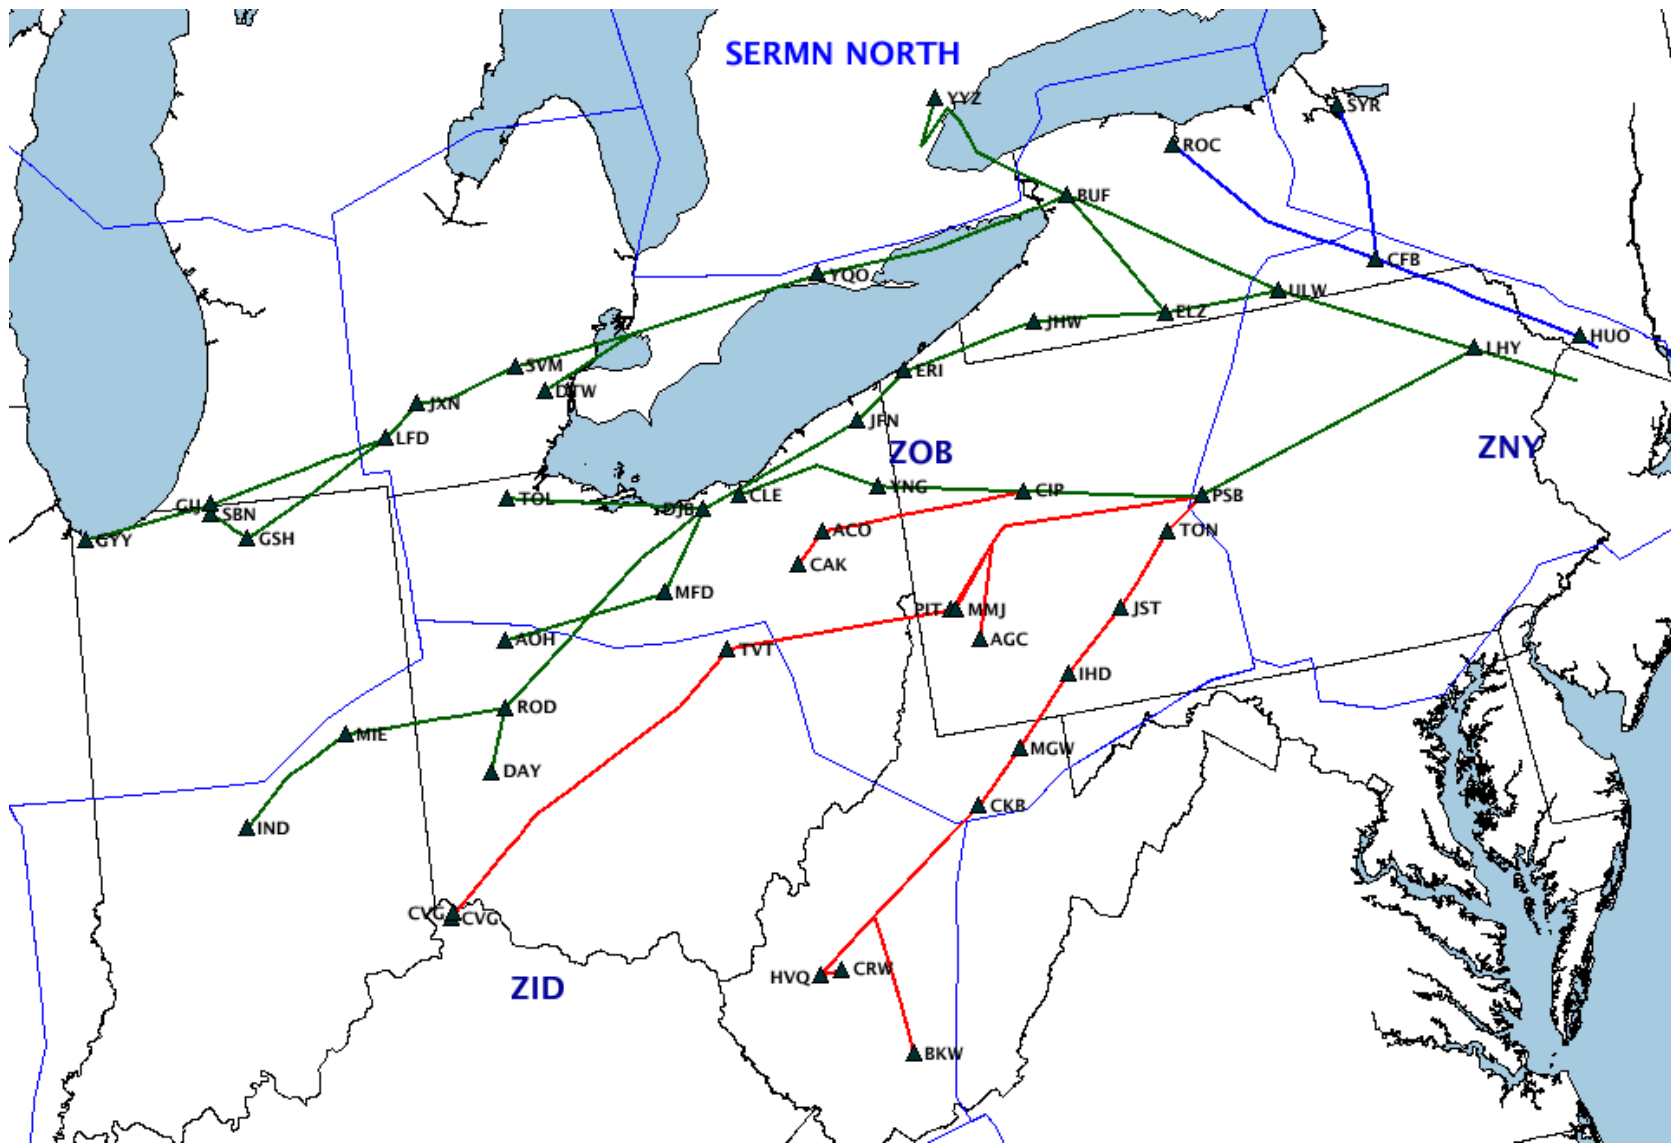 SERMN NORTH
YYZ
SYR
ROC
BUF
CFB
YQO
ULW
ELZ
JHW
HUO
LHY
SVM
ERI
DTW
JXN
JFN
LFD
ZOB
ZNY
YNG
CIP
PSB
CLE
TOL
DJB
GIJ
SBN
GYY
GSH
ACO
TON
CAK
MFD
PIT
MMJ
JST
AOH
AGC
TVT
IHD
ROD
MIE
MGW
DAY
CKB
IND
CVG
CVG
CRW
HVQ
ZID
BKW